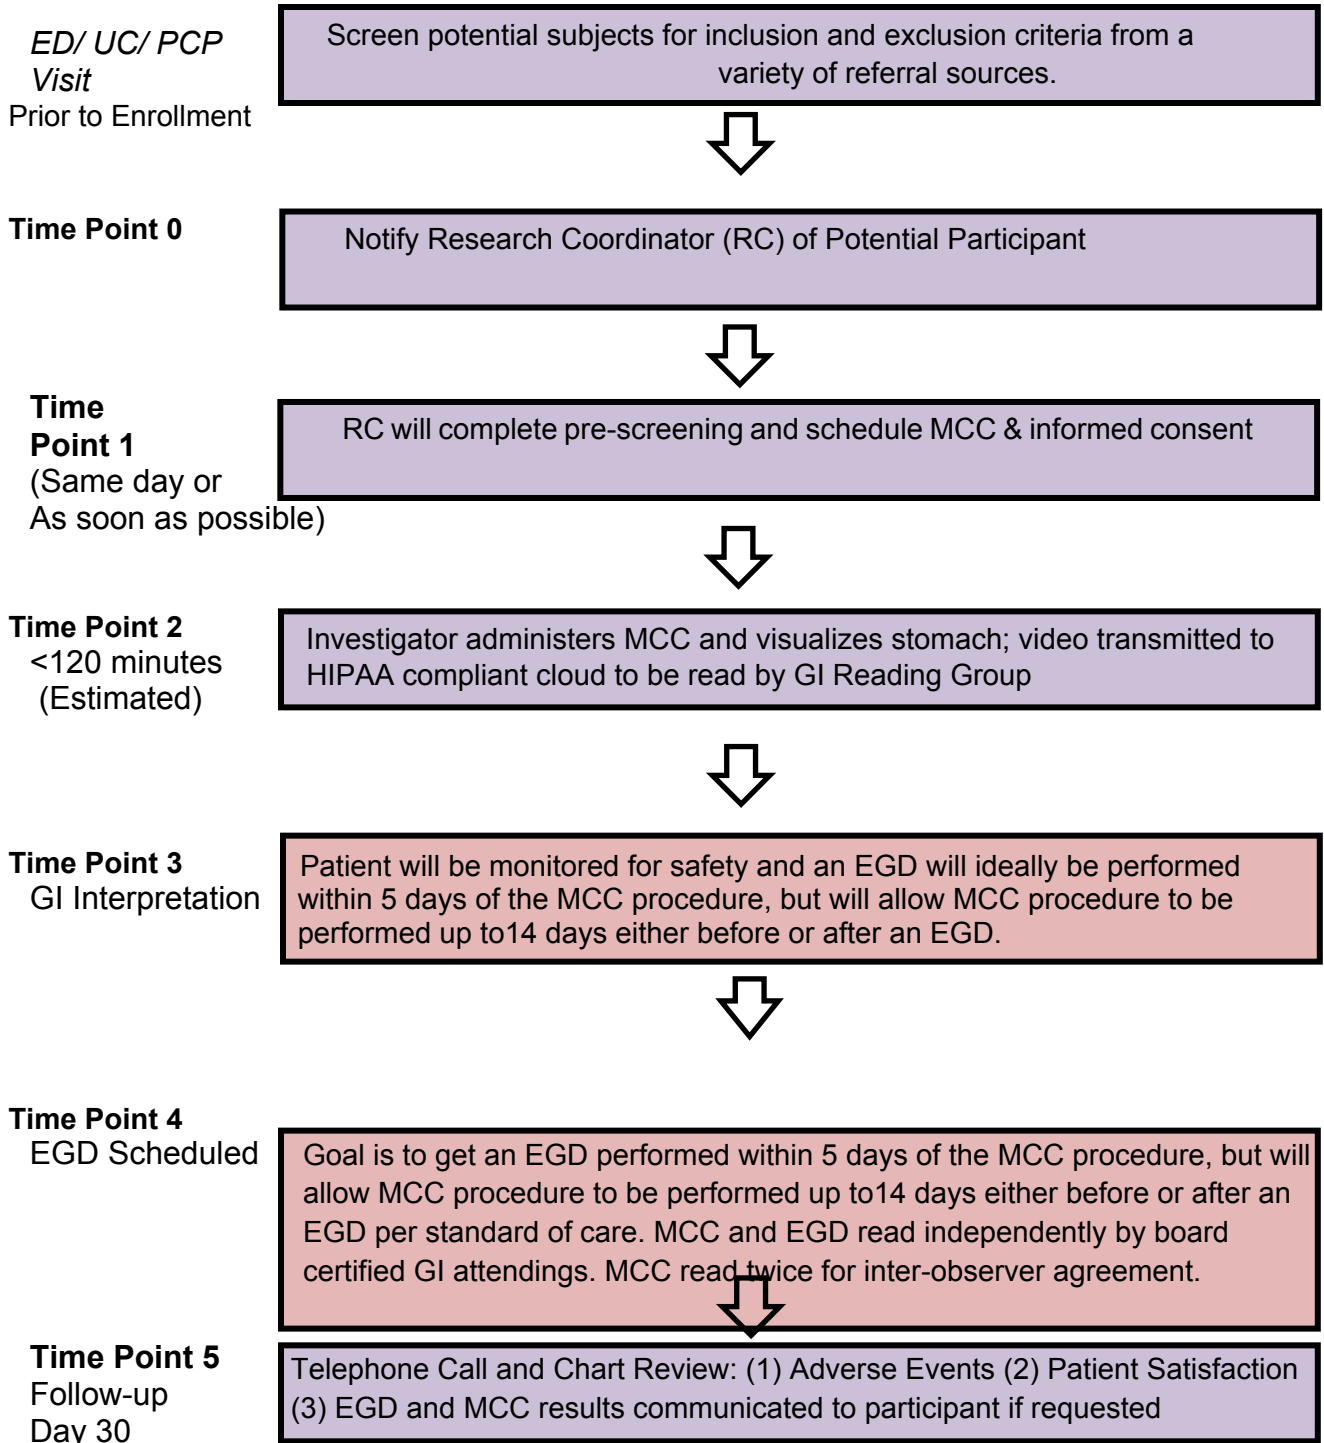 ED/ UC/ PCP
Visit
Prior to Enrollment
Screen potential subjects for inclusion and exclusion criteria from a
variety of referral sources.
Time Point 0
Notify Research Coordinator (RC) of Potential Participant
Time
Point 1
(Same day or
As soon as possible)
RC will complete pre-screening and schedule MCC & informed consent
Time Point 2
<120 minutes
(Estimated)
Investigator administers MCC and visualizes stomach; video transmitted to
HIPAA compliant cloud to be read by GI Reading Group
Time Point 3
GI Interpretation
Patient will be monitored for safety and an EGD will ideally be performed
within 5 days of the MCC procedure, but will allow MCC procedure to be
performed up to14 days either before or after an EGD.
Time Point 4
EGD Scheduled
Goal is to get an EGD performed within 5 days of the MCC procedure, but will
allow MCC procedure to be performed up to14 days either before or after an
EGD per standard of care. MCC and EGD read independently by board
certified GI attendings. MCC read twice for inter-observer agreement.
Time Point 5
Follow-up
Day 30
Telephone Call and Chart Review: (1) Adverse Events (2) Patient Satisfaction
(3) EGD and MCC results communicated to participant if requested